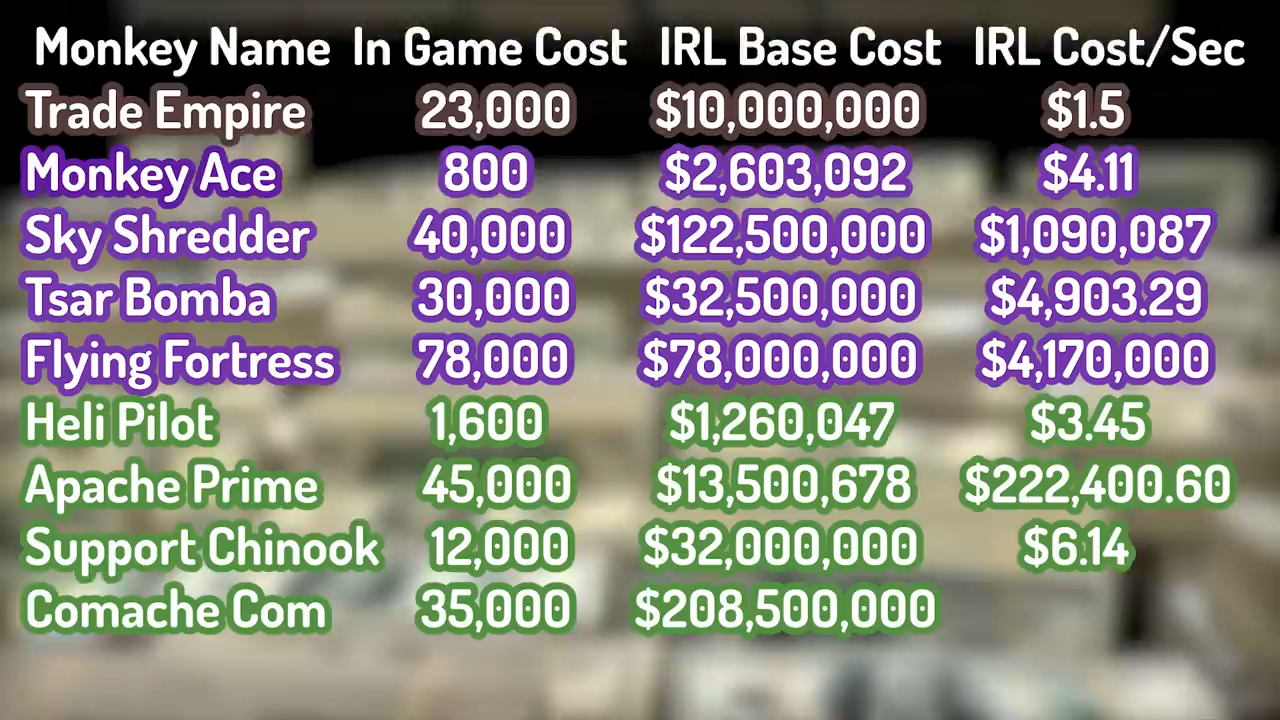 Monkey Name In Game Cost IRL Base Cost IRL Cost/Sec
Trade Empire 23,000 $10,000,000 $1.5
Monkey Ace 800 $2,603,092 $4.11
Sky Shredder 40,000 $122,500,000 $1,090,087
Tsar Bomba 30,000 $32,500,000 $4,903.29
Flying Fortress 78,000 $78,000,000 $4,170,000
Heli Pilot 1,600 $1,260,047 $3.45
Apache Prime 45,000 $13,500,678 $222,400.60
Support Chinook 12,000 $32,000,000 $6.14
Comache Com 35,000 $208,500,000